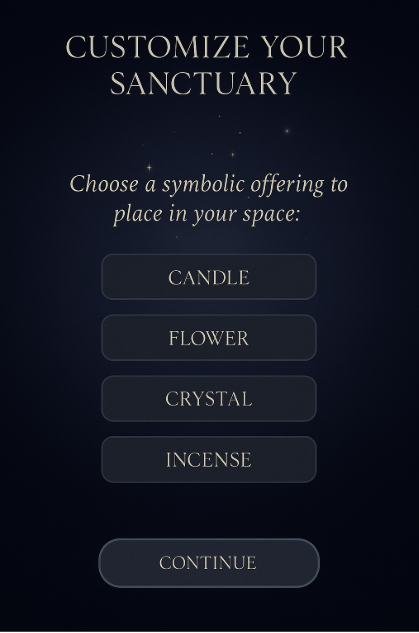 CUSTOMIZE YOUR
SANCTUARY
Choose a symbolic offering to
place in your space:
CANDLE
FLOWER
CRYSTAL
INCENSE
CONTINUE